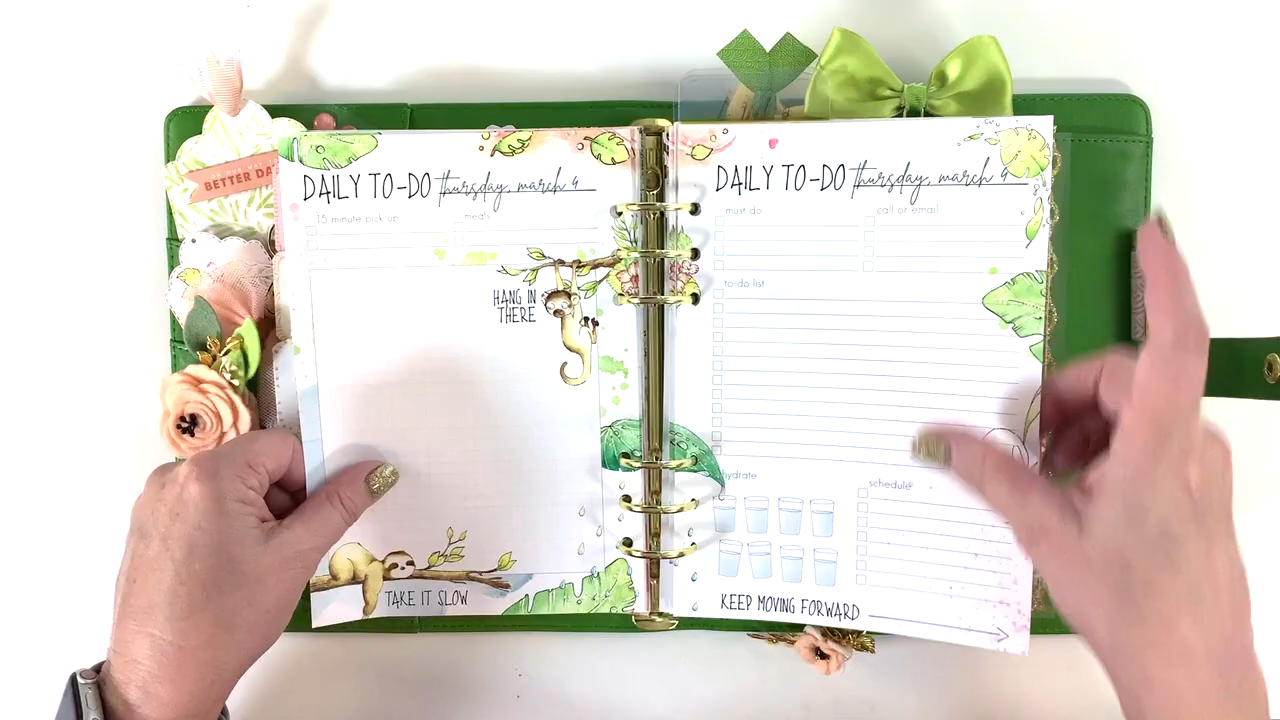 BETTER DA
DAILY TO-DO thursday, march 4
15 minute pick up
meals
HANG IN
THERE
TAKE IT SLOW
DAILY TO-DO thursday, march 4
must do
call or email
to-do list
hydrate
schedule
KEEP MOVING FORWARD